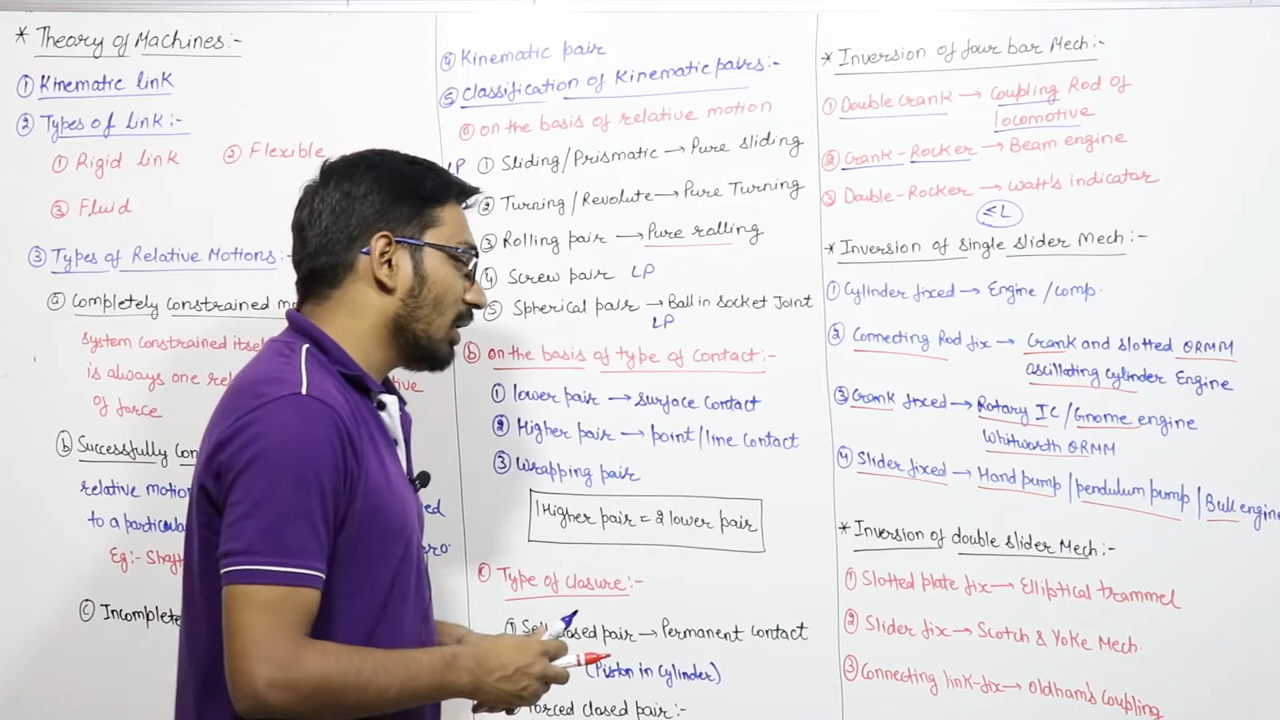 * Theory of Machines:-
① Kinematic link
② Types of link:-
① Rigid link ② Flexible
③ Fluid
③ Types of Relative Motions:-
ⓐ Completely constrained
system constrained itself
is always one
of force
ⓑ Successfully
relative motion
to a particular
Eg:- Shaft
ⓒ Incomplete
④ Kinematic pair
⑤ Classification of Kinematic pairs:-
ⓐ on the basis of relative motion
LP ① Sliding/Prismatic → Pure sliding
② Turning/Revolute → Pure Turning
③ Rolling pair → Pure rolling
④ Screw pair LP
⑤ Spherical pair → Ball in Socket Joint
LP
ⓑ on the basis of type of contact:-
① lower pair → surface contact
② Higher pair → point/line contact
③ Wrapping pair
1 Higher pair = 2 lower pair
ⓒ Type of closure:-
① closed pair → Permanent contact
(Piston in cylinder)
forced closed pair:-
* Inversion of four bar Mech:-
① Double crank → Coupling Rod of
locomotive
② Crank-Rocker → Beam engine
③ Double-Rocker → Watt's indicator
≤L
* Inversion of single slider Mech:-
① Cylinder fixed → Engine/comp.
② Connecting Rod fix → Crank and slotted QRMM
oscillating cylinder Engine
③ Crank fixed → Rotary IC/Gnome engine
Whitworth QRMM
④ Slider fixed → Hand pump/pendulum pump/Bull engine
* Inversion of double slider Mech:-
① Slotted plate fix → Elliptical trammel
② Slider fix → Scotch & Yoke Mech.
③ Connecting link-fix → Oldham's Coupling